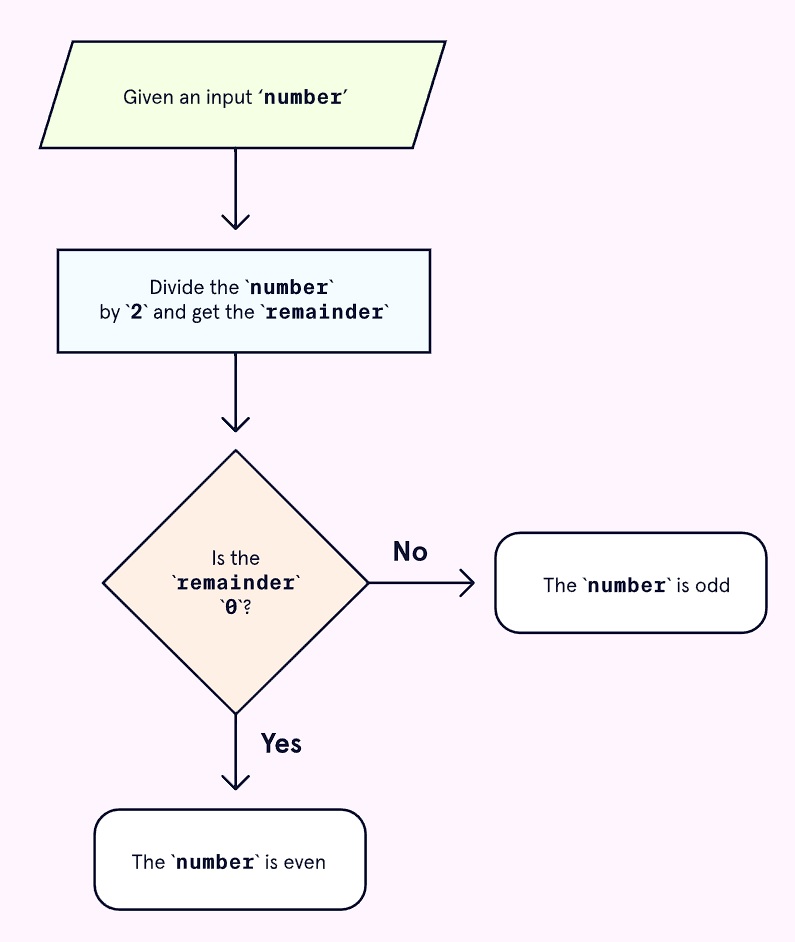 Given an input ‘number’
Divide the `number`
by `2` and get the `remainder`
Is the
`remainder`
`0`?
No
The `number` is odd
Yes
The `number` is even